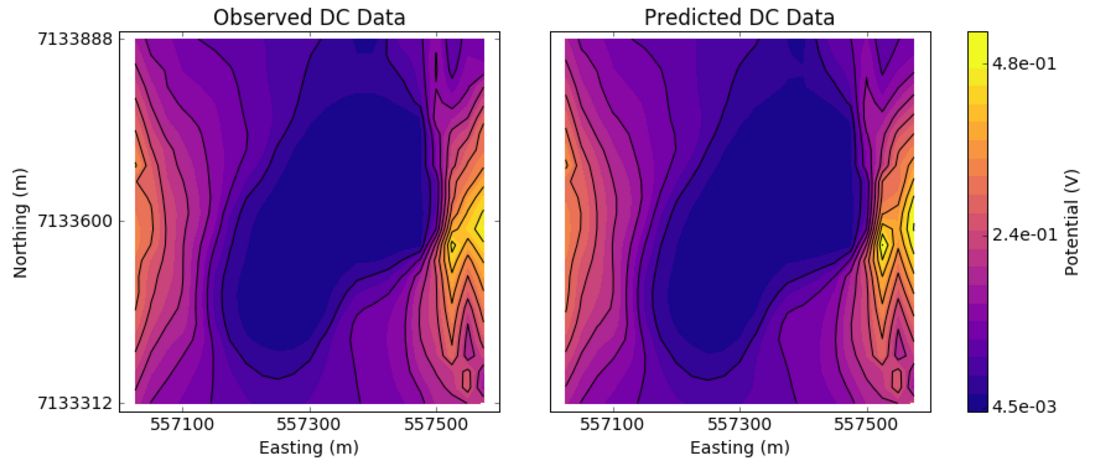 Observed DC Data
Predicted DC Data
7133888
7133600
7133312
Northing (m)
557100
557300
557500
Easting (m)
557100
557300
557500
Easting (m)
4.8e-01
2.4e-01
4.5e-03
Potential (V)